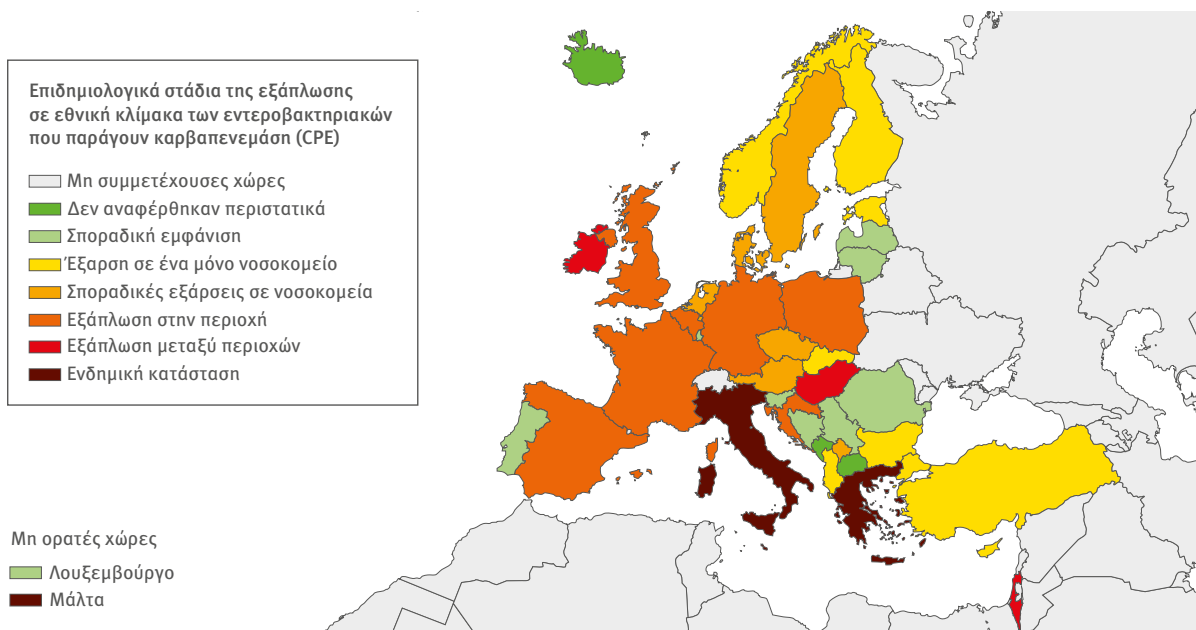 Επιδημιολογικά στάδια της εξάπλωσης
σε εθνική κλίμακα των εντεροβακτηριακών
που παράγουν καρβαπενεμάση (CPE)
Μη συμμετέχουσες χώρες
Δεν αναφέρθηκαν περιστατικά
Σποραδική εμφάνιση
Έξαρση σε ένα μόνο νοσοκομείο
Σποραδικές εξάρσεις σε νοσοκομεία
Εξάπλωση στην περιοχή
Εξάπλωση μεταξύ περιοχών
Ενδημική κατάσταση
Μη ορατές χώρες
Λουξεμβούργο
Μάλτα